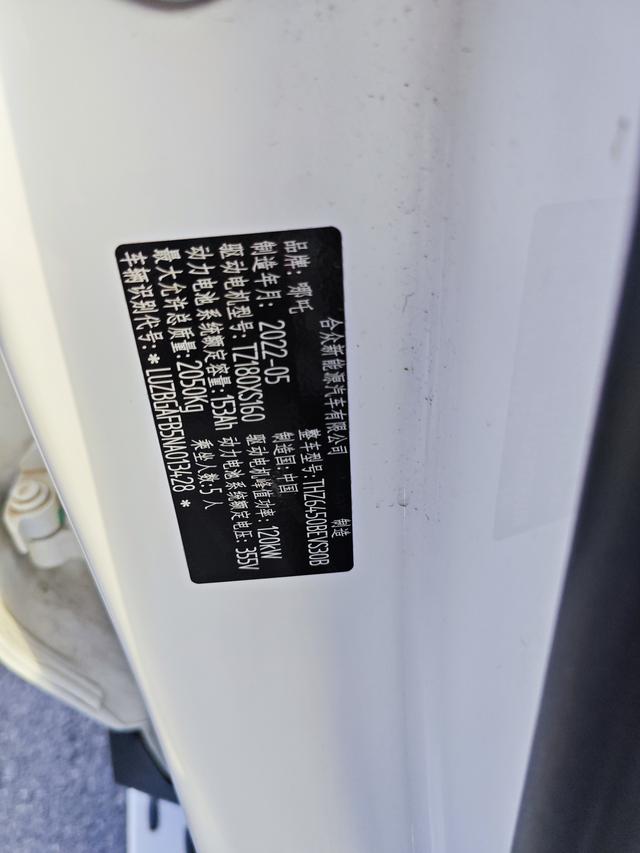 合众新能源汽车有限公司 制造
品牌：哪吒 整车型号：THZ6450BEVS30B
制造年月：2022-05 制造国：中国
驱动电机型号：TZ180XS160 驱动电机峰值功率：120KW
动力电池系统额定容量：153Ah 动力电池系统额定电压：355V
最大允许总质量：2050Kg 乘坐人数：5人
车辆识别代号：* LUZBGAFB5NA013428 *